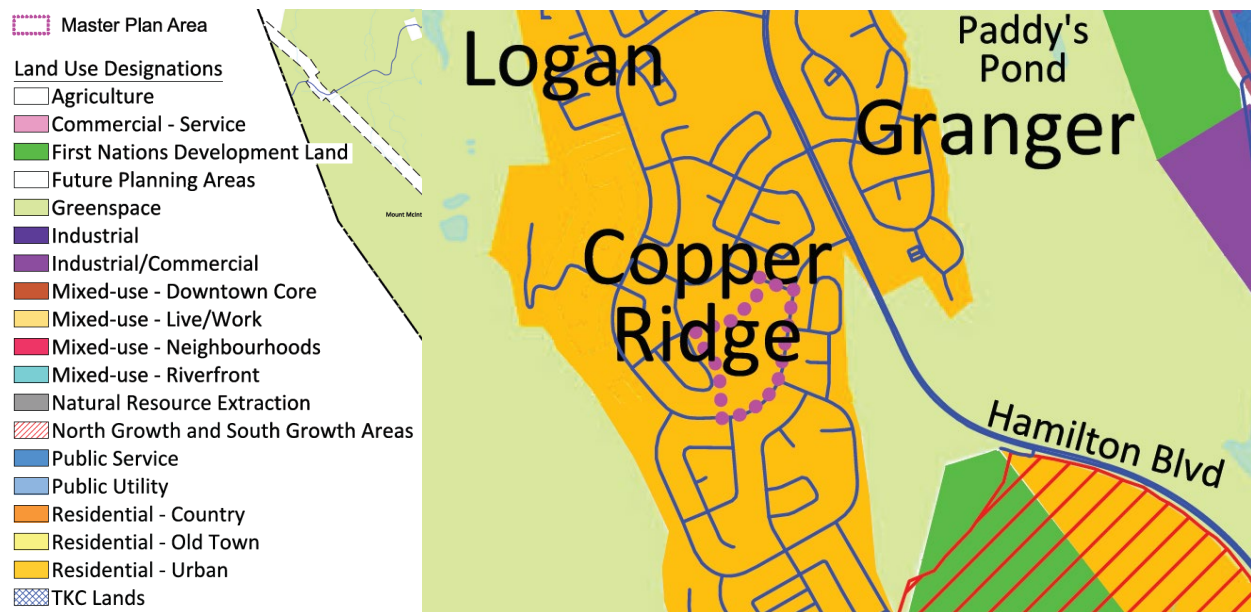 Master Plan Area
Land Use Designations
Agriculture
Commercial - Service
First Nations Development Land
Future Planning Areas
Greenspace
Industrial
Industrial/Commercial
Mixed-use - Downtown Core
Mixed-use - Live/Work
Mixed-use - Neighbourhoods
Mixed-use - Riverfront
Natural Resource Extraction
North Growth and South Growth Areas
Public Service
Public Utility
Residential - Country
Residential - Old Town
Residential - Urban
TKC Lands
Mount McInt
Logan
Paddy's
Pond
Granger
Copper
Ridge
Hamilton Blvd